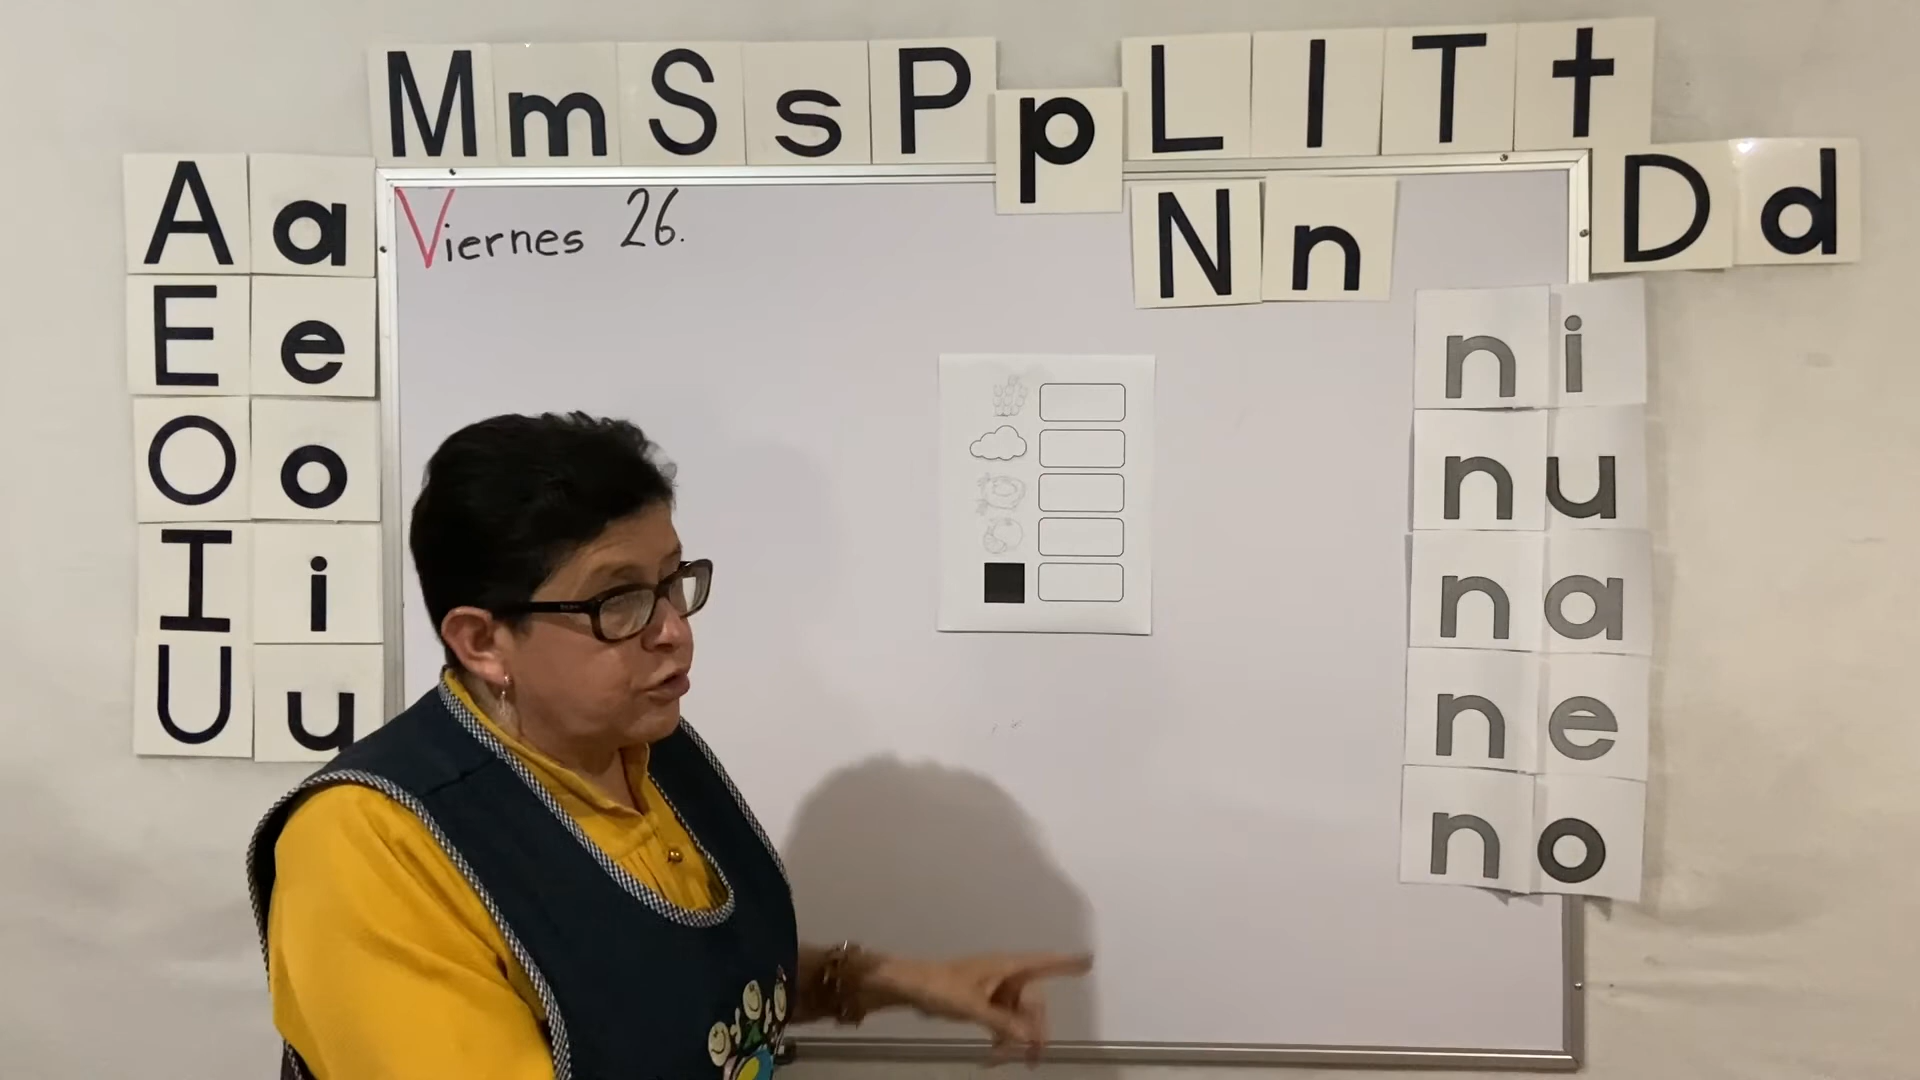 M m S s P p L l T t
D d
N n
A a
E e
O o
I i
U u
Viernes 26.
ni
nu
na
ne
no